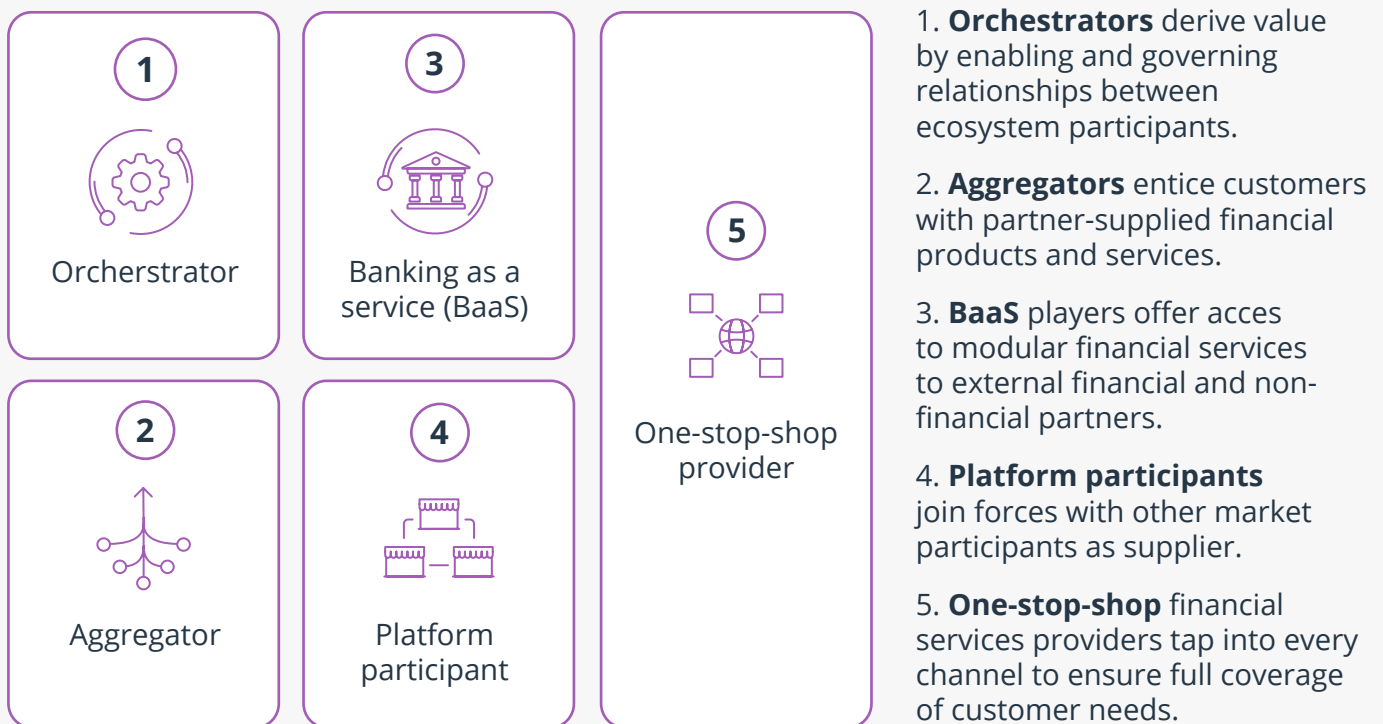 1
Orcherstrator
3
Banking as a
service (BaaS)
2
Aggregator
4
Platform
participant
5
One-stop-shop
provider
1. Orchestrators derive value
by enabling and governing
relationships between
ecosystem participants.
2. Aggregators entice customers
with partner-supplied financial
products and services.
3. BaaS players offer acces
to modular financial services
to external financial and non-
financial partners.
4. Platform participants
join forces with other market
participants as supplier.
5. One-stop-shop financial
services providers tap into every
channel to ensure full coverage
of customer needs.